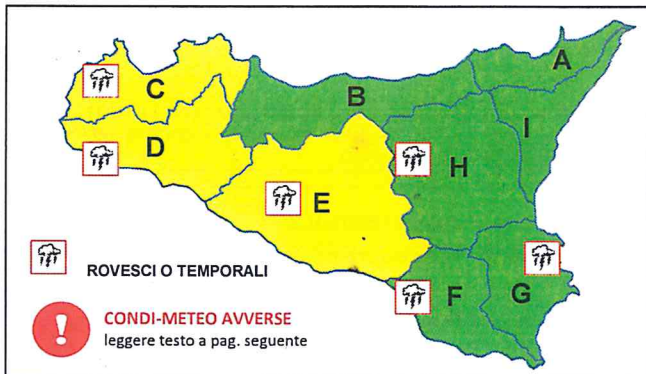 A
C
B
I
D
H
E
ROVESCI O TEMPORALI
F
G
!
CONDI-METEO AVVERSE
leggere testo a pag. seguente